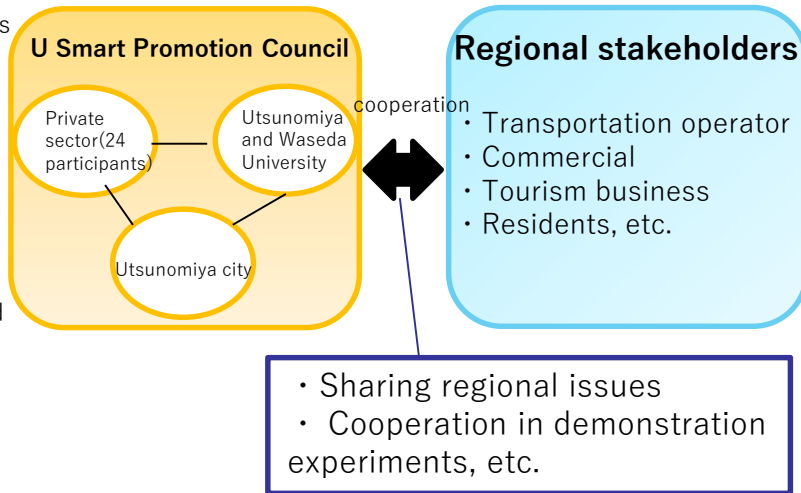 s
U Smart Promotion Council
Private
sector(24
participants)
Utsunomiya
and Waseda
University
Utsunomiya city
cooperation
Regional stakeholders
・Transportation operator
・Commercial
・Tourism business
・Residents, etc.
・Sharing regional issues
・ Cooperation in demonstration
experiments, etc.